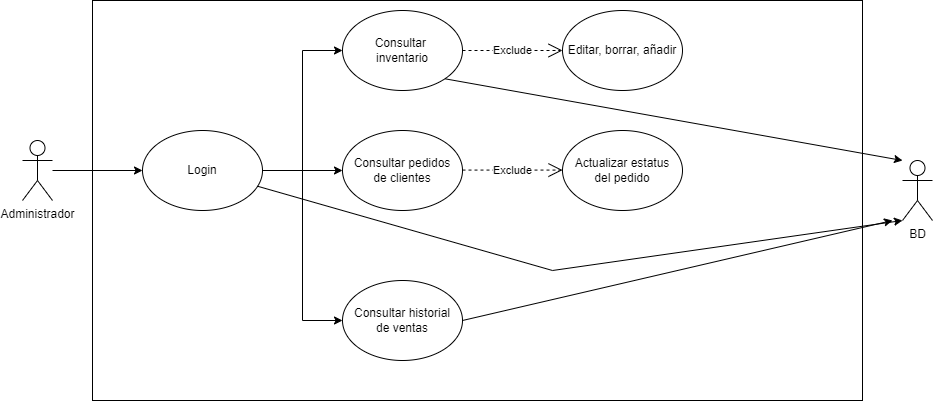 Consultar
inventario
Exclude
Editar, borrar, añadir
Login
Consultar pedidos
de clientes
Exclude
Actualizar estatus
del pedido
Administrador
BD
Consultar historial
de ventas